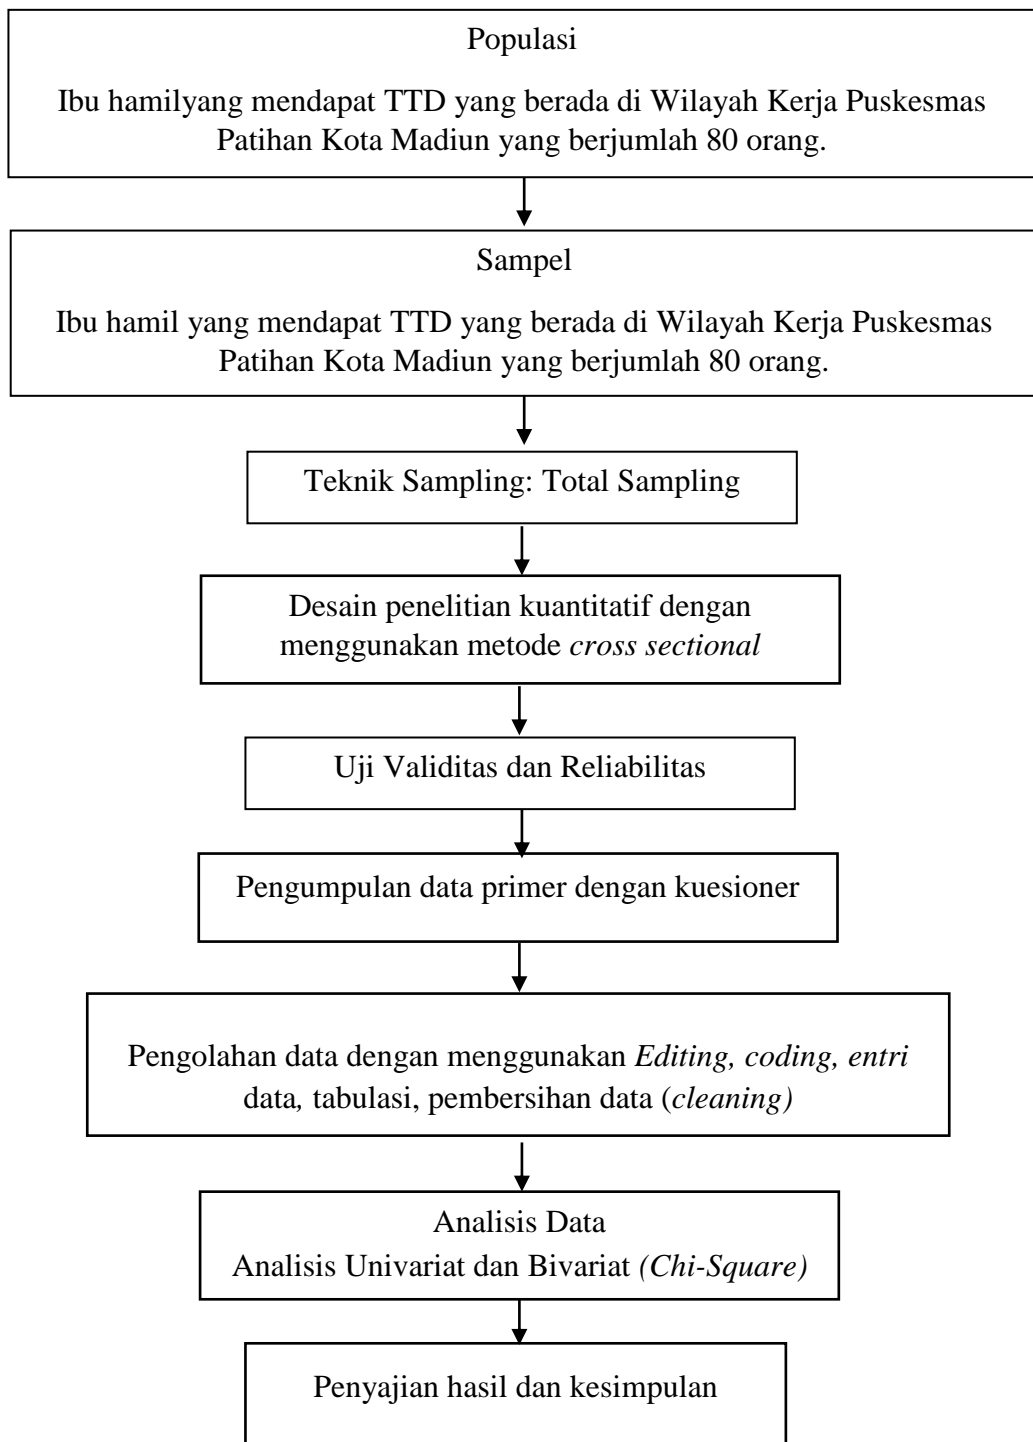 Populasi
Ibu hamilyang mendapat TTD yang berada di Wilayah Kerja Puskesmas
Patihan Kota Madiun yang berjumlah 80 orang.
Sampel
Ibu hamil yang mendapat TTD yang berada di Wilayah Kerja Puskesmas
Patihan Kota Madiun yang berjumlah 80 orang.
Teknik Sampling: Total Sampling
Desain penelitian kuantitatif dengan
menggunakan metode cross sectional
Uji Validitas dan Reliabilitas
Pengumpulan data primer dengan kuesioner
Pengolahan data dengan menggunakan Editing, coding, entri
data, tabulasi, pembersihan data (cleaning)
Analisis Data
Analisis Univariat dan Bivariat (Chi-Square)
Penyajian hasil dan kesimpulan